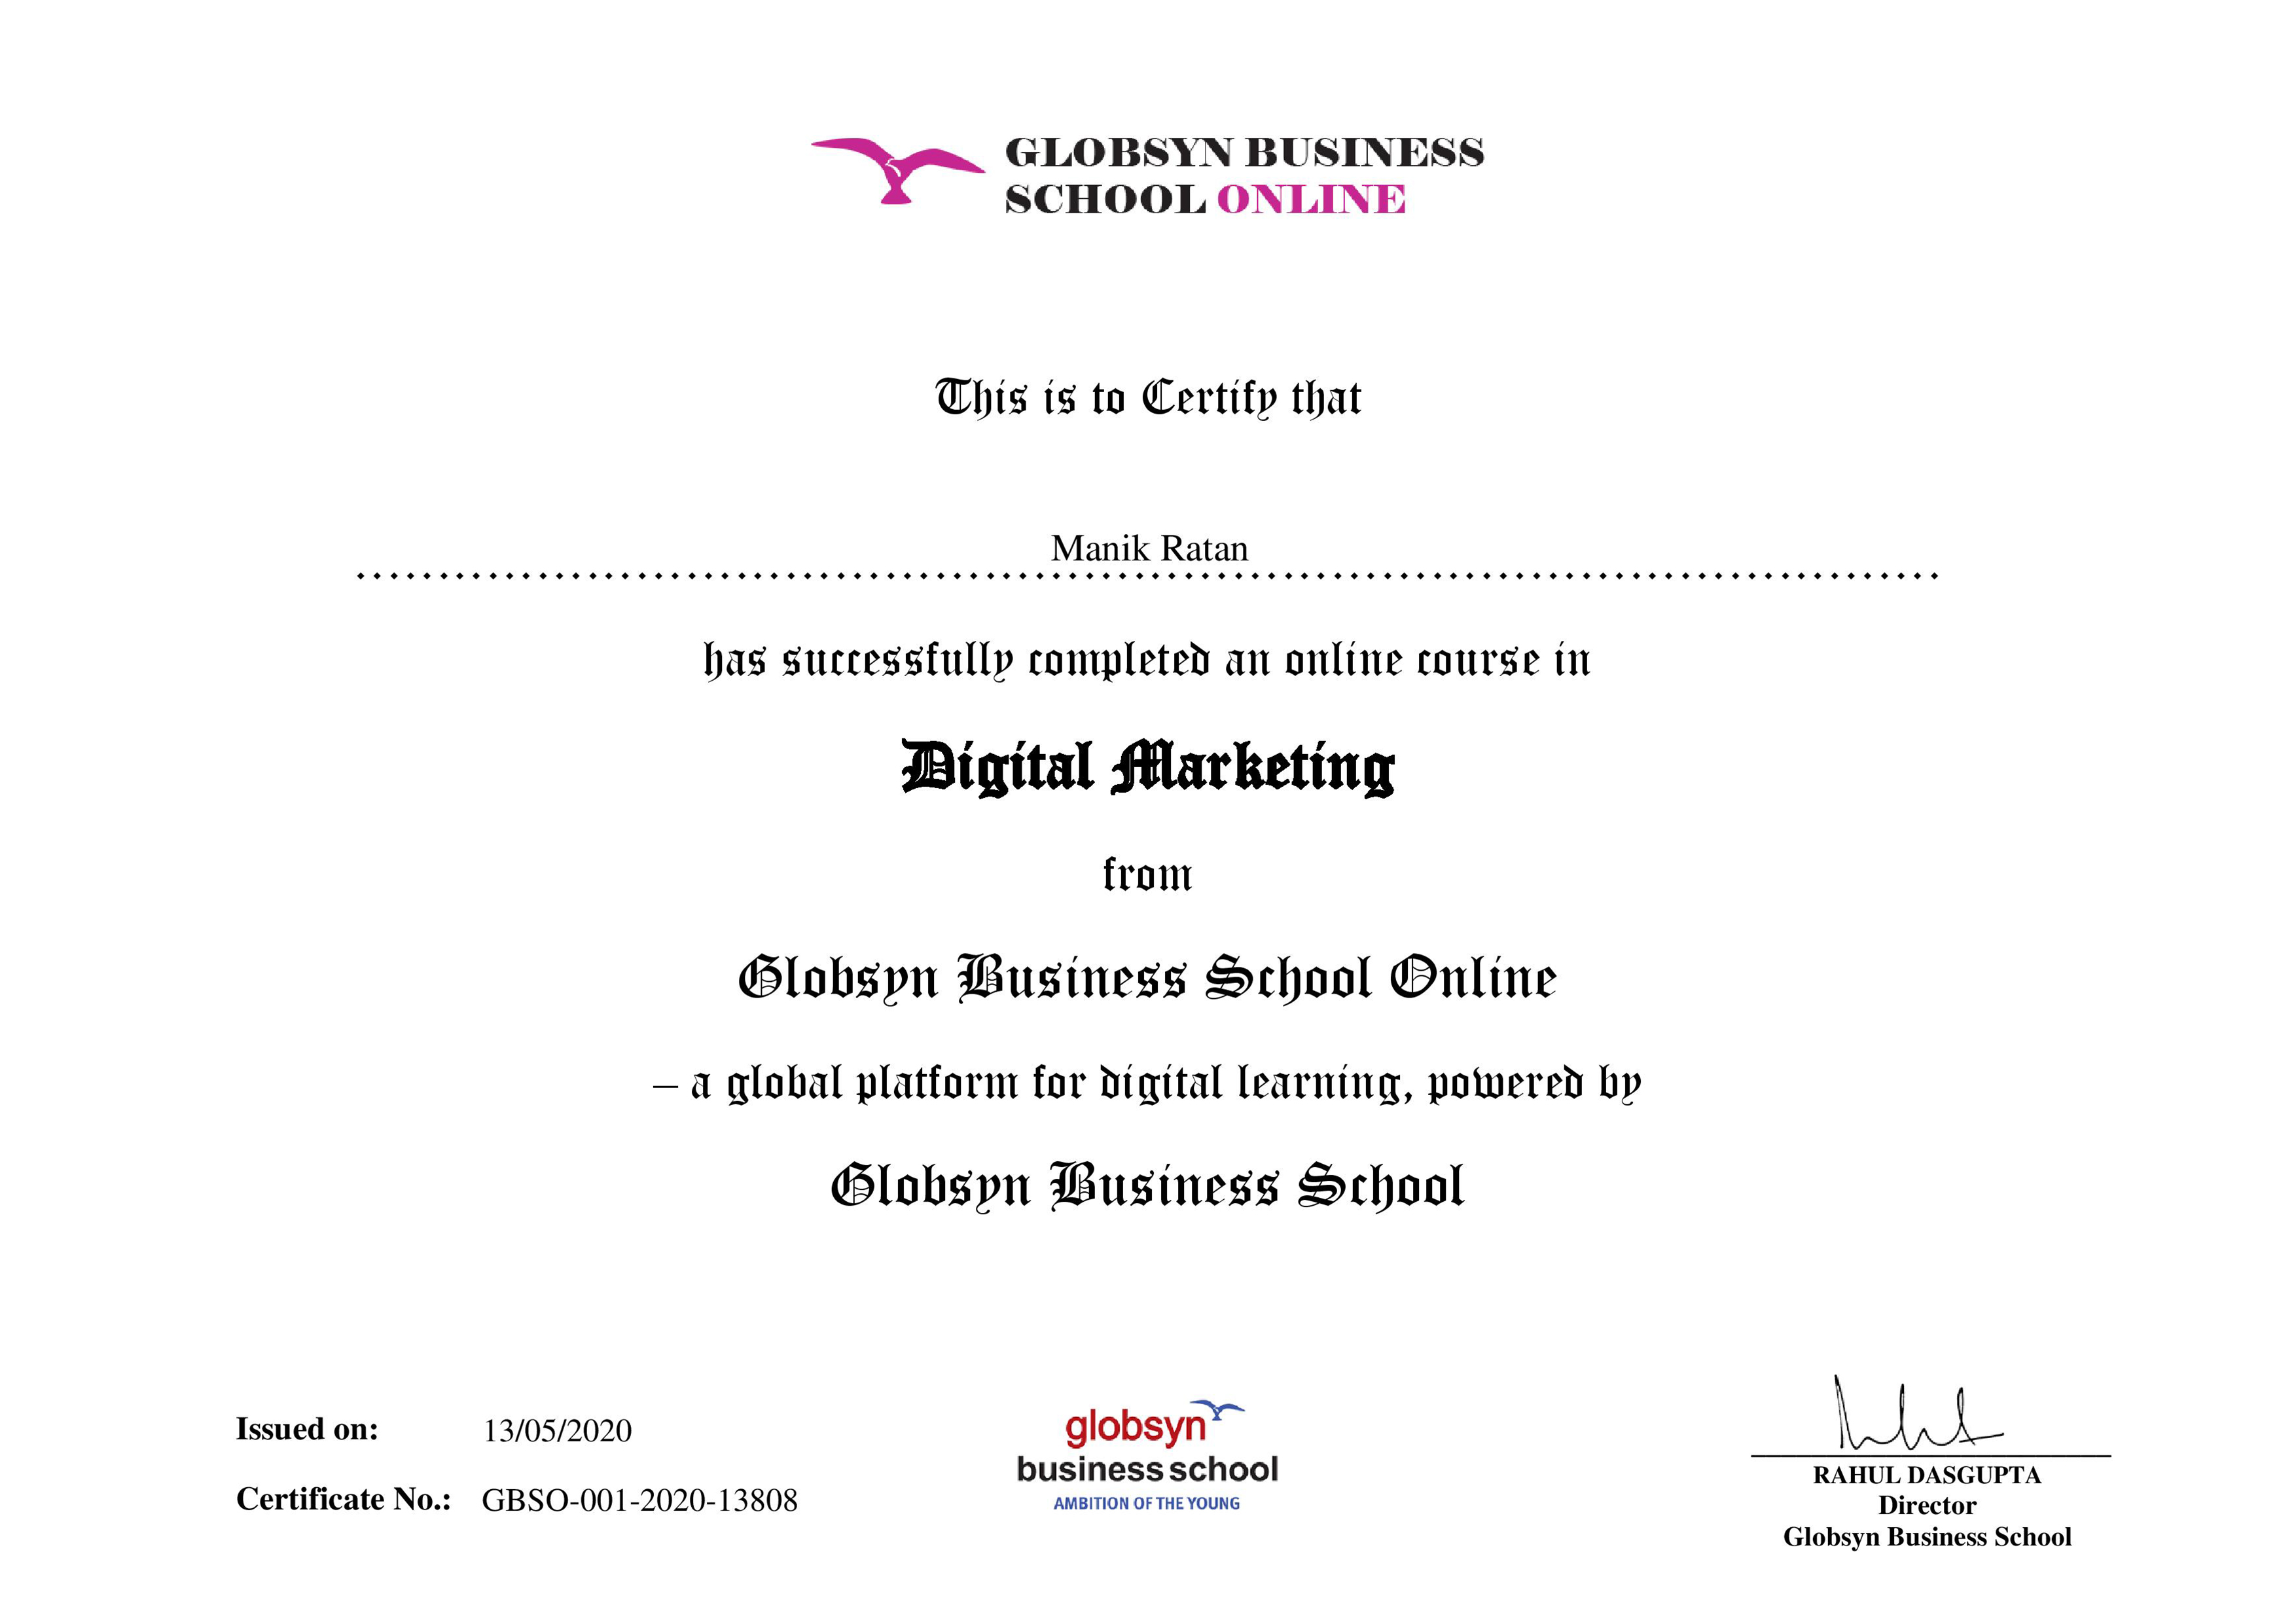 GLOBSYN BUSINESS
SCHOOL ONLINE
This is to Certify that
Manik Ratan
has successfully completed an online course in
Digital Marketing
from
Globsyn Business School Online
– a global platform for digital learning, powered by
Globsyn Business School
Issued on: 13/05/2020
Certificate No.: GBSO-001-2020-13808
globsyn
business school
AMBITION OF THE YOUNG
RAHUL DASGUPTA
Director
Globsyn Business School